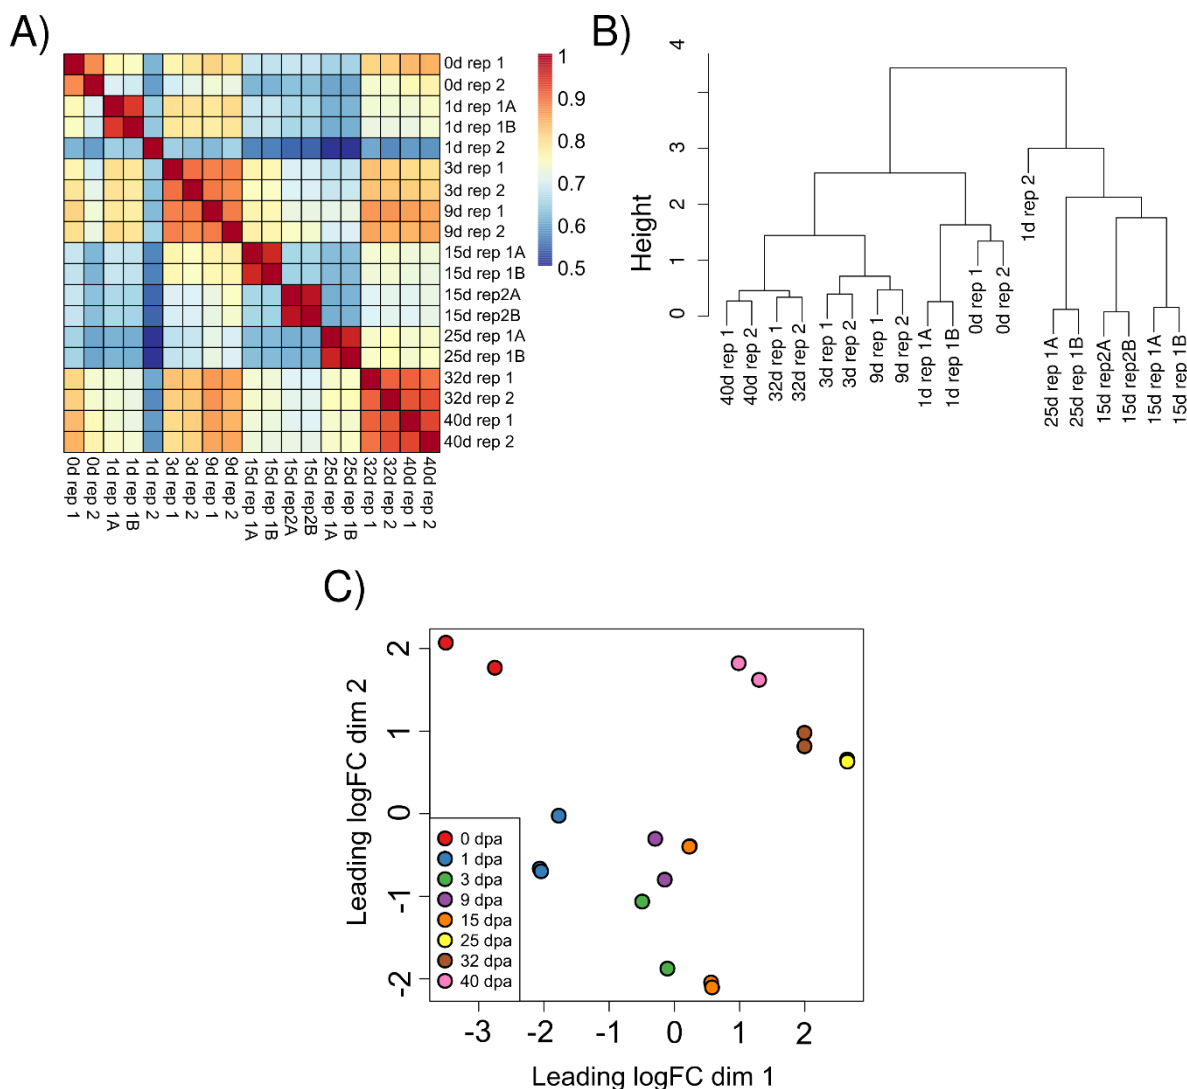 A)
1
0.9
0.8
0.7
0.6
0.5
0d rep 1
0d rep 2
1d rep 1A
1d rep 1B
1d rep 2
3d rep 1
3d rep 2
9d rep 1
9d rep 2
15d rep 1A
15d rep 1B
15d rep2A
15d rep2B
25d rep 1A
25d rep 1B
32d rep 1
32d rep 2
40d rep 1
40d rep 2
0d rep 1
0d rep 2
1d rep 1A
1d rep 1B
1d rep 2
3d rep 1
3d rep 2
9d rep 1
9d rep 2
15d rep 1A
15d rep 1B
15d rep2A
15d rep2B
25d rep 1A
25d rep 1B
32d rep 1
32d rep 2
40d rep 1
40d rep 2
B)
Height
4
3
2
1
0
40d rep 1
40d rep 2
32d rep 1
32d rep 2
3d rep 1
3d rep 2
9d rep 1
9d rep 2
1d rep 1A
1d rep 1B
0d rep 1
0d rep 2
1d rep 2
25d rep 1A
25d rep 1B
15d rep2A
15d rep2B
15d rep 1A
15d rep 1B
C)
Leading logFC dim 2
2
1
0
-1
-2
0 dpa
1 dpa
3 dpa
9 dpa
15 dpa
25 dpa
32 dpa
40 dpa
-3
-2
-1
0
1
2
Leading logFC dim 1